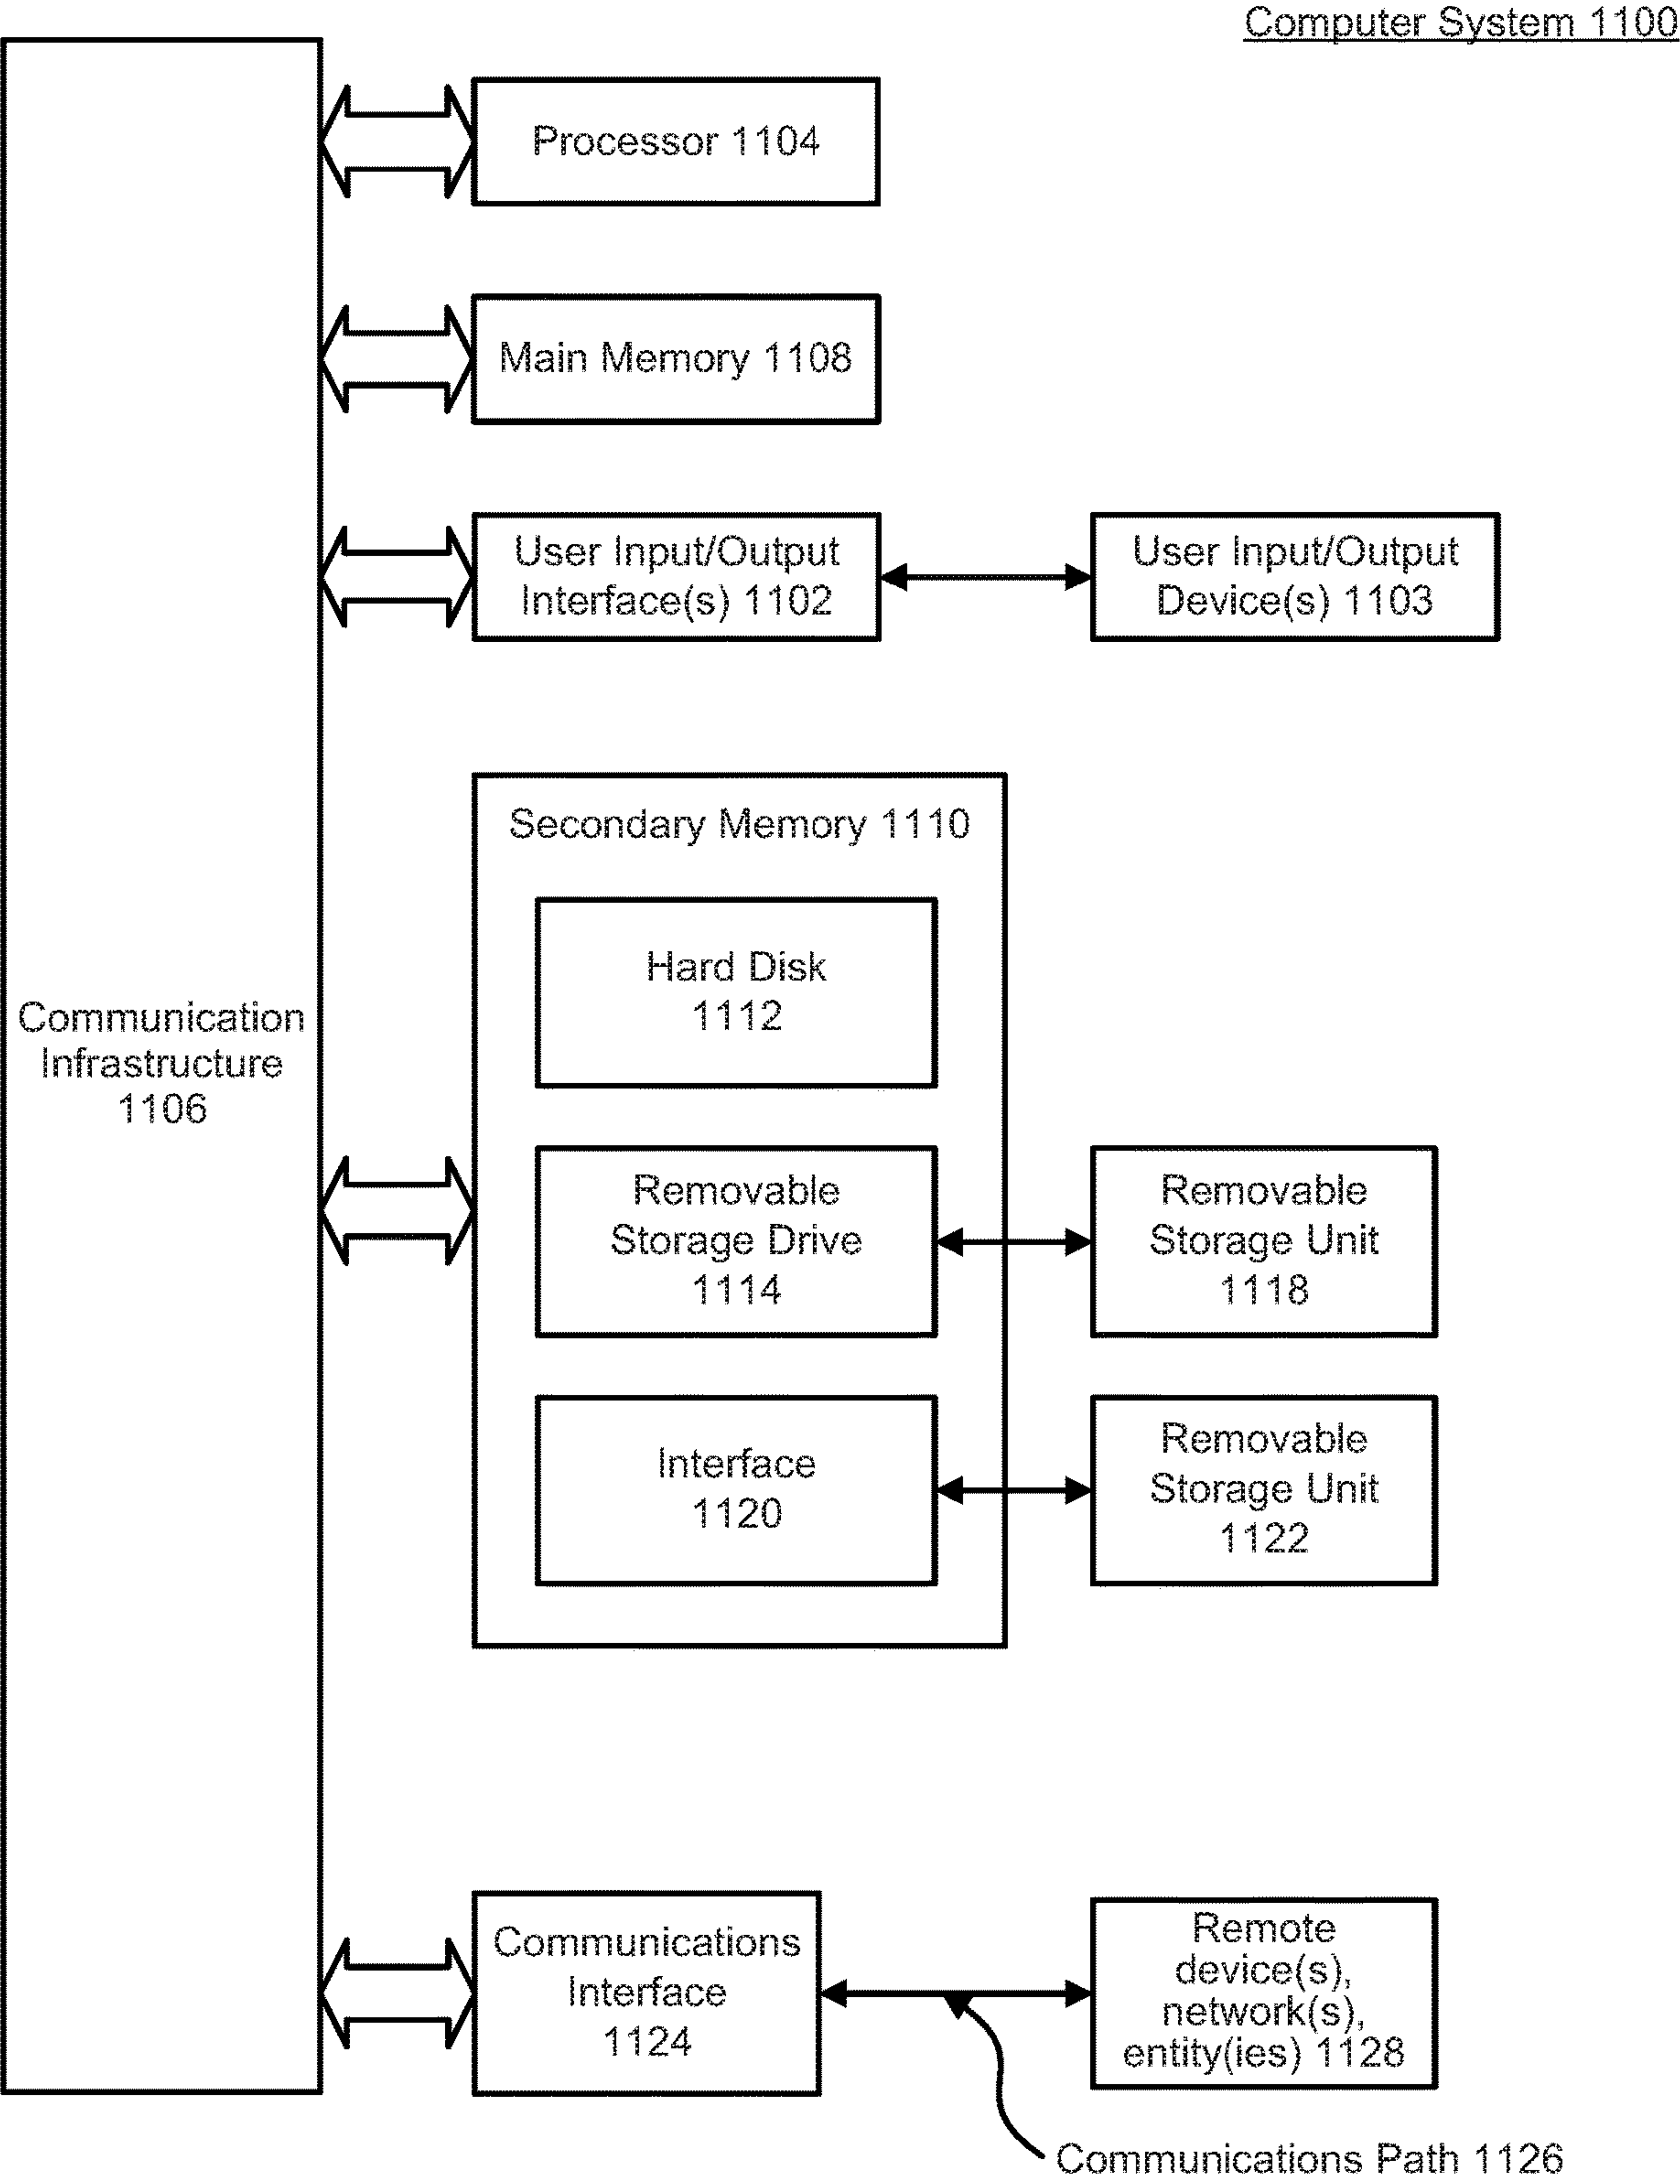 Computer System 1100
Processor 1104
Main Memory 1108
User Input/Output
Interface(s) 1102
User Input/Output
Device(s) 1103
Secondary Memory 1110
Hard Disk
1112
Communication
Infrastructure
1106
Removable
Storage Drive
1114
Removable
Storage Unit
1118
Interface
1120
Removable
Storage Unit
1122
Communications
Interface
1124
Remote
device(s),
network(s),
entity(ies) 1128
Communications Path 1126